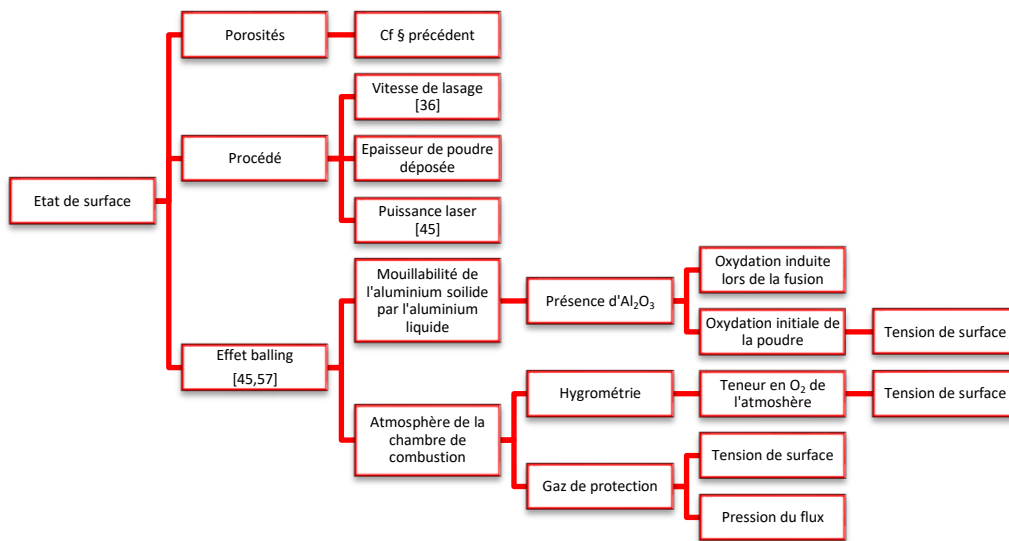 Etat de surface
Porosités
Cf § précédent
Procédé
Vitesse de lasage
[36]
Epaisseur de poudre
déposée
Puissance laser
[45]
Effet balling
[45,57]
Mouillabilité de
l'aluminium soilide
par l'aluminium
liquide
Présence d'Al₂O₃
Oxydation induite
lors de la fusion
Oxydation initiale de
la poudre
Tension de surface
Atmosphère de la
chambre de
combustion
Hygrométrie
Teneur en O₂ de
l'atmoshère
Tension de surface
Gaz de protection
Tension de surface
Pression du flux